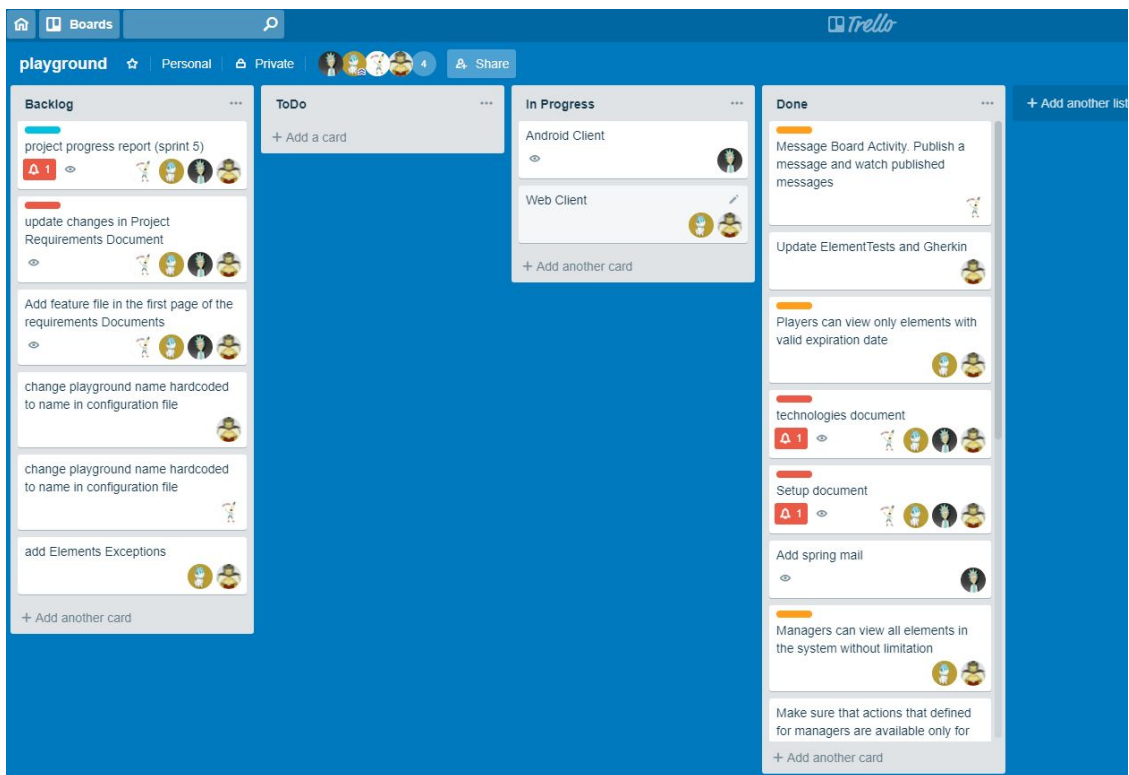 Boards
Trello
playground
Personal
Private
4
Share
Backlog
project progress report (sprint 5)
1
update changes in Project
Requirements Document
Add feature file in the first page of the
requirements Documents
change playground name hardcoded
to name in configuration file
change playground name hardcoded
to name in configuration file
add Elements Exceptions
+ Add another card
ToDo
+ Add a card
In Progress
Android Client
Web Client
+ Add another card
Done
Message Board Activity. Publish a
message and watch published
messages
Update ElementTests and Gherkin
Players can view only elements with
valid expiration date
technologies document
1
Setup document
1
Add spring mail
Managers can view all elements in
the system without limitation
Make sure that actions that defined
for managers are available only for
+ Add another card
+ Add another list